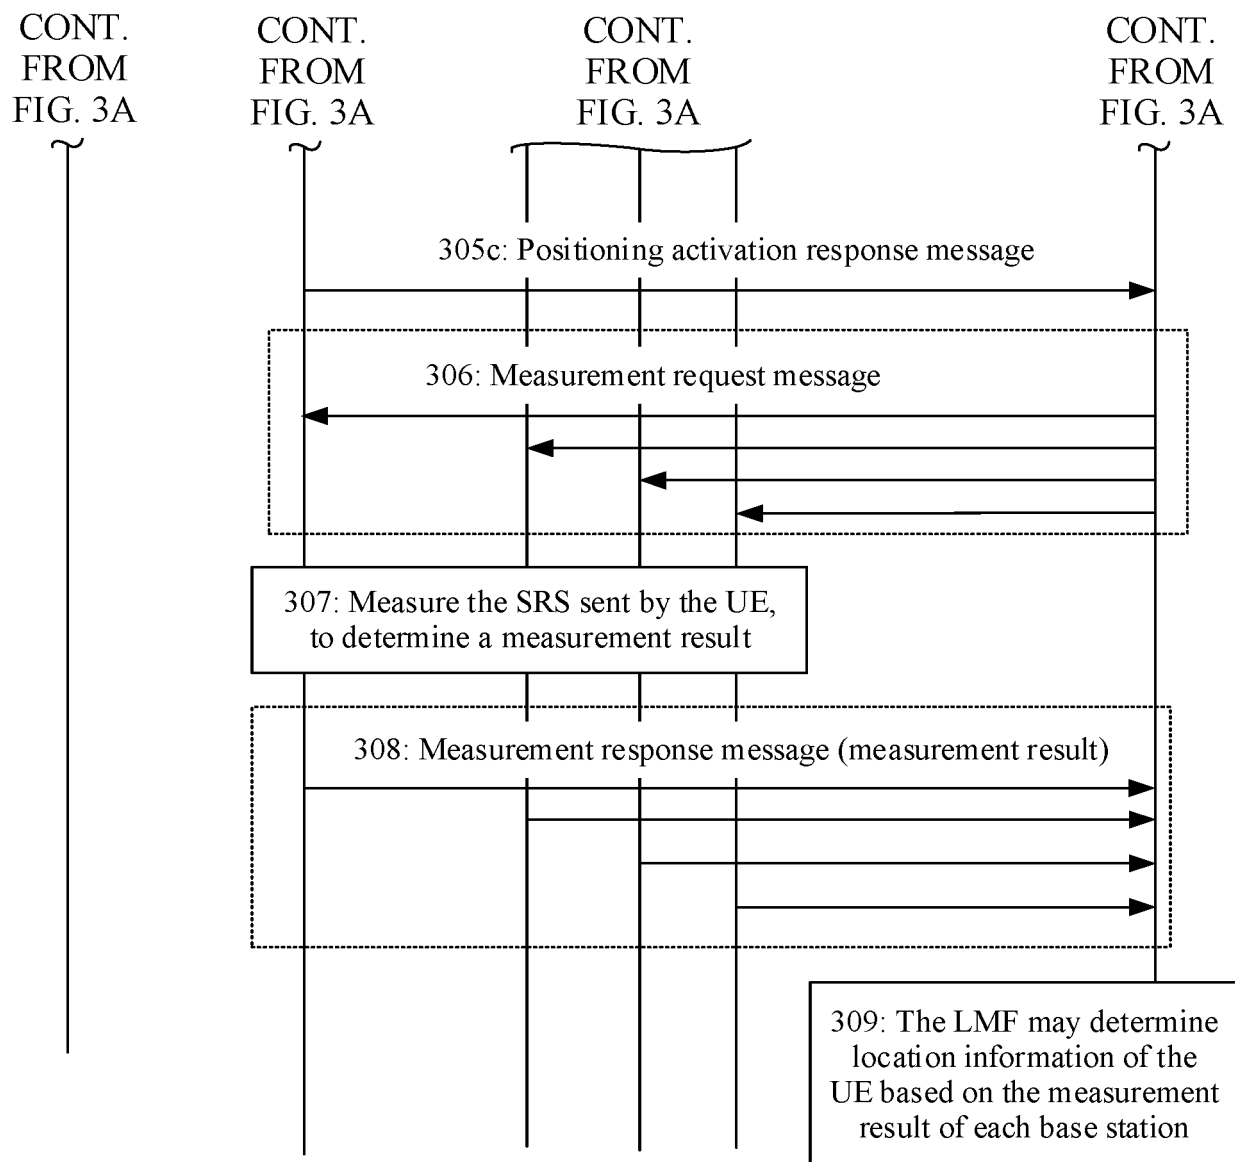 CONT.
FROM
FIG. 3A
CONT.
FROM
FIG. 3A
CONT.
FROM
FIG. 3A
CONT.
FROM
FIG. 3A
305c: Positioning activation response message
306: Measurement request message
307: Measure the SRS sent by the UE,
to determine a measurement result
308: Measurement response message (measurement result)
309: The LMF may determine
location information of the
UE based on the measurement
result of each base station